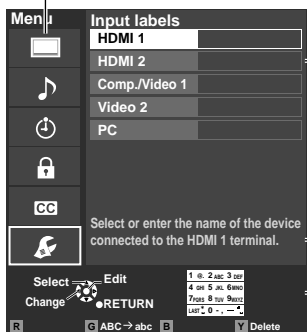 Menu
Input labels
HDMI 1
HDMI 2
Comp./Video 1
Video 2
PC
CC
Select or enter the name of the device
connected to the HDMI 1 terminal.
Select
Edit
Change
RETURN
1 @. 2 ABC 3 DEF
4 GHI 5 JKL 6 MNO
7 PQRS 8 TUV 9 WXYZ
LAST 0 - ,
R
G ABC→abc
B
Y Delete